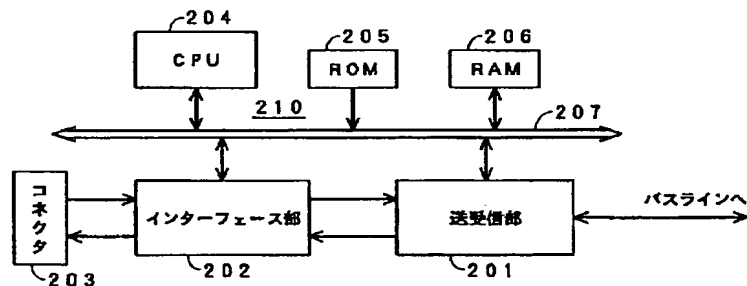 204
CPU
205
ROM
206
RAM
210
207
コネクタ
インターフェース部
送受信部
バスラインへ
203
202
201